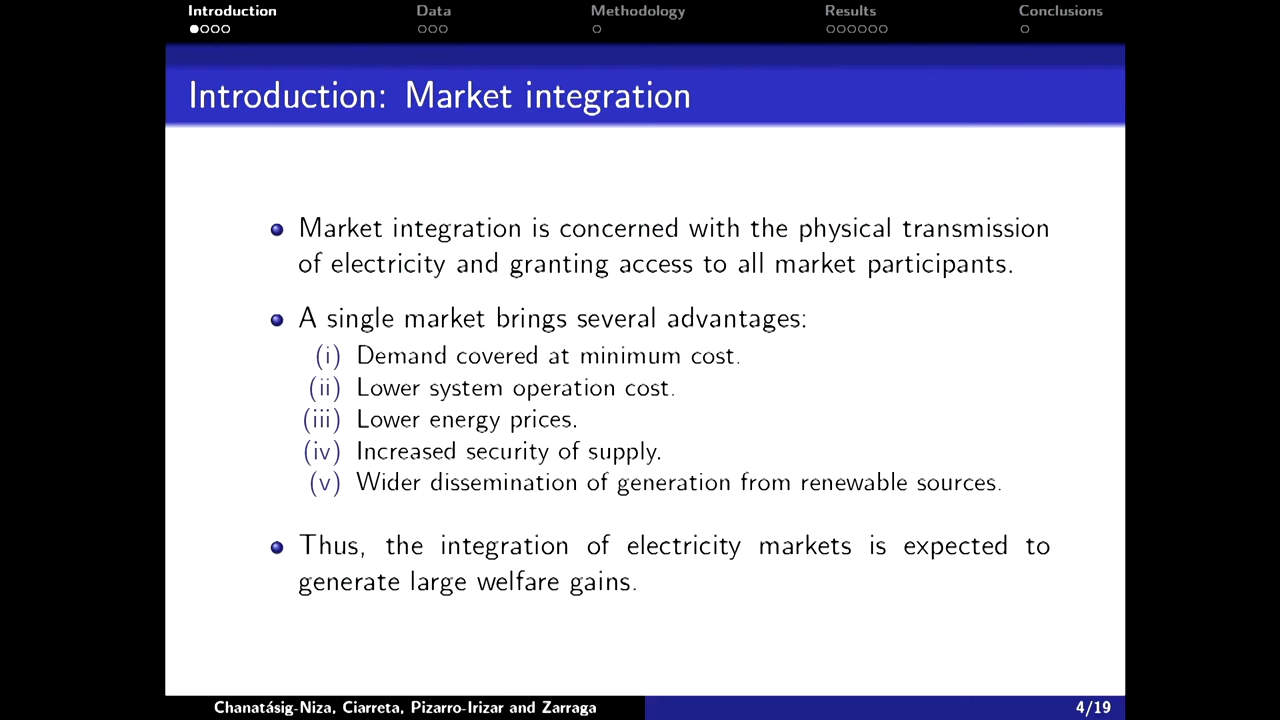 Introduction Data Methodology Results Conclusions
Introduction: Market integration
Market integration is concerned with the physical transmission
of electricity and granting access to all market participants.
A single market brings several advantages:
(i) Demand covered at minimum cost.
(ii) Lower system operation cost.
(iii) Lower energy prices.
(iv) Increased security of supply.
(v) Wider dissemination of generation from renewable sources.
Thus, the integration of electricity markets is expected to
generate large welfare gains.
Chanatásig-Niza, Ciarreta, Pizarro-Irizar and Zarraga 4/19